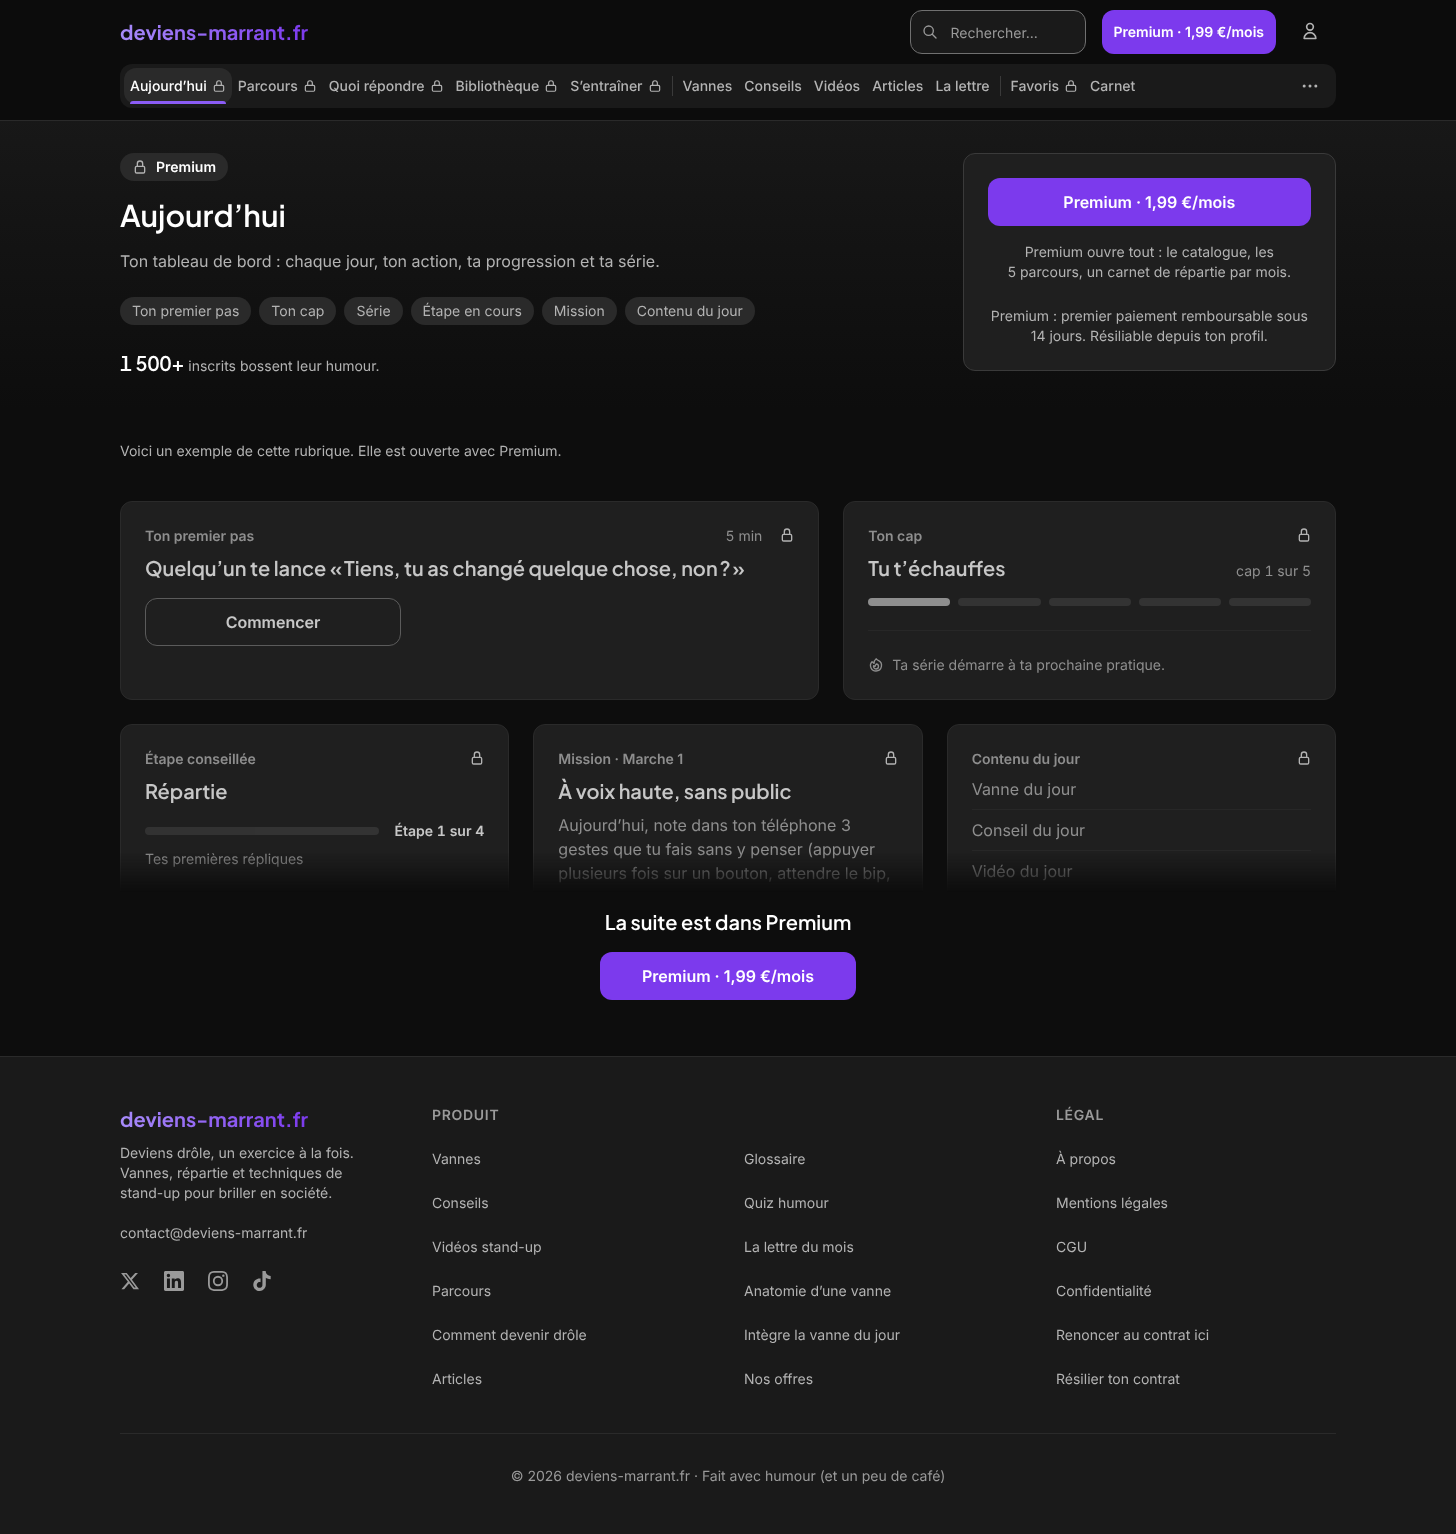 deviens-marrant.fr
Rechercher...
Premium · 1,99 €/mois
Aujourd’hui
Parcours
Quoi répondre
Bibliothèque
S’entraîner
Vannes
Conseils
Vidéos
Articles
La lettre
Favoris
Carnet
Premium
Aujourd’hui
Ton tableau de bord : chaque jour, ton action, ta progression et ta série.
Ton premier pas
Ton cap
Série
Étape en cours
Mission
Contenu du jour
1 500+ inscrits bossent leur humour.
Premium · 1,99 €/mois
Premium ouvre tout : le catalogue, les
5 parcours, un carnet de répartie par mois.
Premium : premier paiement remboursable sous
14 jours. Résiliable depuis ton profil.
Voici un exemple de cette rubrique. Elle est ouverte avec Premium.
Ton premier pas
5 min
Quelqu’un te lance « Tiens, tu as changé quelque chose, non ? »
Commencer
Ton cap
Tu t’échauffes
cap 1 sur 5
Ta série démarre à ta prochaine pratique.
Étape conseillée
Répartie
Étape 1 sur 4
Tes premières répliques
Mission · Marche 1
À voix haute, sans public
Aujourd’hui, note dans ton téléphone 3
gestes que tu fais sans y penser (appuyer
plusieurs fois sur un bouton, attendre le bip,
Contenu du jour
Vanne du jour
Conseil du jour
Vidéo du jour
La suite est dans Premium
Premium · 1,99 €/mois
deviens-marrant.fr
Deviens drôle, un exercice à la fois.
Vannes, répartie et techniques de
stand-up pour briller en société.
contact@deviens-marrant.fr
PRODUIT
Vannes
Conseils
Vidéos stand-up
Parcours
Comment devenir drôle
Articles
Glossaire
Quiz humour
La lettre du mois
Anatomie d’une vanne
Intègre la vanne du jour
Nos offres
LÉGAL
À propos
Mentions légales
CGU
Confidentialité
Renoncer au contrat ici
Résilier ton contrat
© 2026 deviens-marrant.fr · Fait avec humour (et un peu de café)